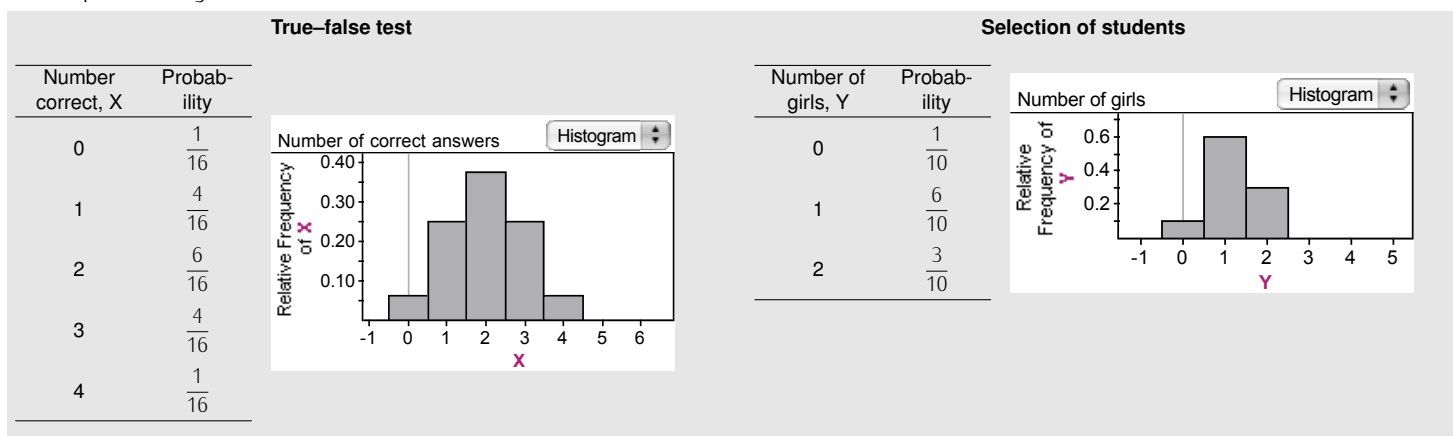 True–false test
Number correct, X Probab- ility
0 1/16
1 4/16
2 6/16
3 4/16
4 1/16
Number of correct answers
Histogram
Relative Frequency
of X
0.40
0.30
0.20
0.10
-1 0 1 2 3 4 5 6
X
Selection of students
Number of girls, Y Probab- ility
0 1/10
1 6/10
2 3/10
Number of girls
Histogram
Relative
Frequency of
Y
0.6
0.4
0.2
-1 0 1 2 3 4 5
Y